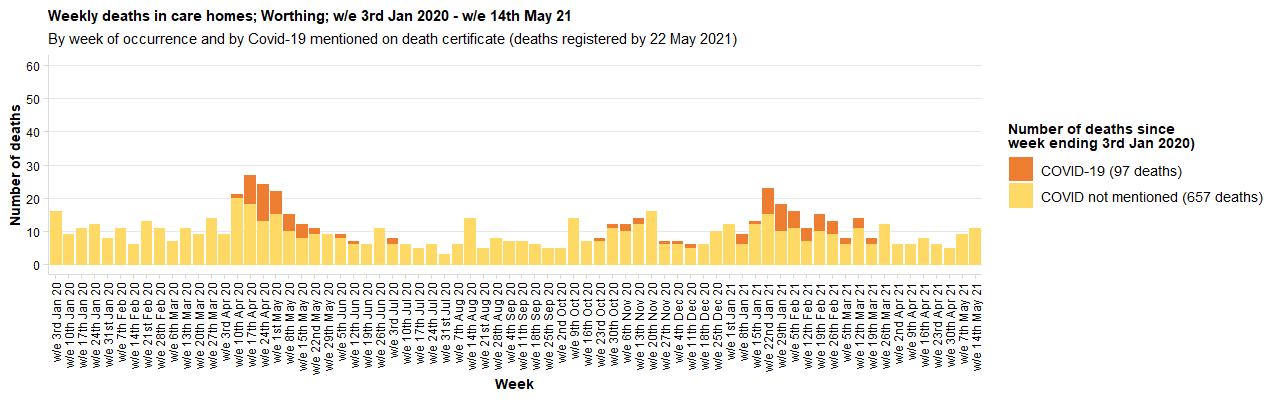 Weekly deaths in care homes; Worthing; w/e 3rd Jan 2020 - w/e 14th May 21
By week of occurrence and by Covid-19 mentioned on death certificate (deaths registered by 22 May 2021)
60
50
40
30
20
10
0
Number of deaths
w/e 3rd Jan 20
w/e 10th Jan 20
w/e 17th Jan 20
w/e 24th Jan 20
w/e 31st Jan 20
w/e 7th Feb 20
w/e 14th Feb 20
w/e 21st Feb 20
w/e 28th Feb 20
w/e 6th Mar 20
w/e 13th Mar 20
w/e 20th Mar 20
w/e 27th Mar 20
w/e 3rd Apr 20
w/e 10th Apr 20
w/e 17th Apr 20
w/e 24th Apr 20
w/e 1st May 20
w/e 8th May 20
w/e 15th May 20
w/e 22nd May 20
w/e 29th May 20
w/e 5th Jun 20
w/e 12th Jun 20
w/e 19th Jun 20
w/e 26th Jun 20
w/e 3rd Jul 20
w/e 10th Jul 20
w/e 17th Jul 20
w/e 24th Jul 20
w/e 31st Jul 20
w/e 7th Aug 20
w/e 14th Aug 20
w/e 21st Aug 20
w/e 28th Aug 20
w/e 4th Sep 20
w/e 11th Sep 20
w/e 18th Sep 20
w/e 25th Sep 20
w/e 2nd Oct 20
w/e 9th Oct 20
w/e 16th Oct 20
w/e 23rd Oct 20
w/e 30th Oct 20
w/e 6th Nov 20
w/e 13th Nov 20
w/e 20th Nov 20
w/e 27th Nov 20
w/e 4th Dec 20
w/e 11th Dec 20
w/e 18th Dec 20
w/e 25th Dec 20
w/e 1st Jan 21
w/e 8th Jan 21
w/e 15th Jan 21
w/e 22nd Jan 21
w/e 29th Jan 21
w/e 5th Feb 21
w/e 12th Feb 21
w/e 19th Feb 21
w/e 26th Feb 21
w/e 5th Mar 21
w/e 12th Mar 21
w/e 19th Mar 21
w/e 26th Mar 21
w/e 2nd Apr 21
w/e 9th Apr 21
w/e 16th Apr 21
w/e 23rd Apr 21
w/e 30th Apr 21
w/e 7th May 21
w/e 14th May 21
Week
Number of deaths since
week ending 3rd Jan 2020)
COVID-19 (97 deaths)
COVID not mentioned (657 deaths)